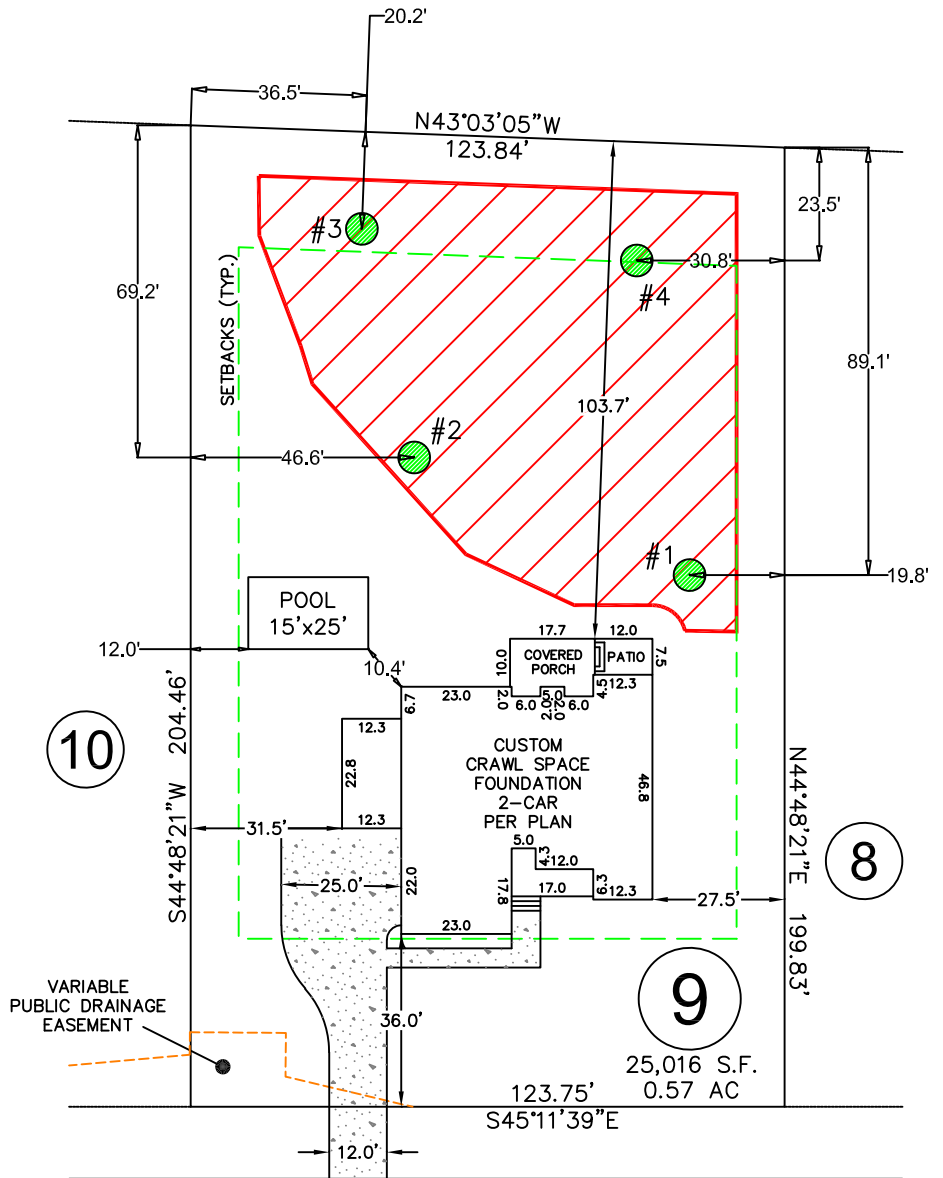 20.2'
36.5'
N43°03'05"W
123.84'
23.5'
#3
30.8'
#4
69.2'
SETBACKS (TYP.)
89.1'
103.7'
#2
46.6'
#1
19.8'
POOL
15'x25'
12.0'
10.4'
17.7
12.0
COVERED
PORCH
PATIO
7.5
10.0
23.0
2.0
6.0
5.0
2.0
2.0
6.0
4.5
12.3
6.7
12.3
22.8
12.3
CUSTOM
CRAWL SPACE
FOUNDATION
2-CAR
PER PLAN
46.8
10
S44°48'21"W 204.46'
N44°48'21"E 199.83'
8
31.5'
25.0'
22.0
5.0
4.3
12.0
17.8
17.0
6.3
12.3
27.5'
23.0
VARIABLE
PUBLIC DRAINAGE
EASEMENT
36.0'
9
25,016 S.F.
0.57 AC
123.75'
S45°11'39"E
12.0'